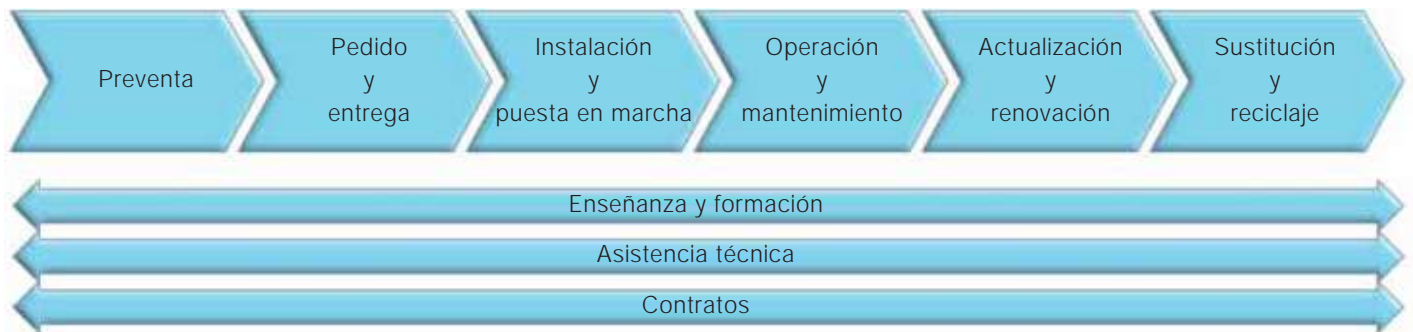 Preventa
Pedido
y
entrega
Instalación
y
puesta en marcha
Operación
y
mantenimiento
Actualización
y
renovación
Sustitución
y
reciclaje
Enseñanza y formación
Asistencia técnica
Contratos